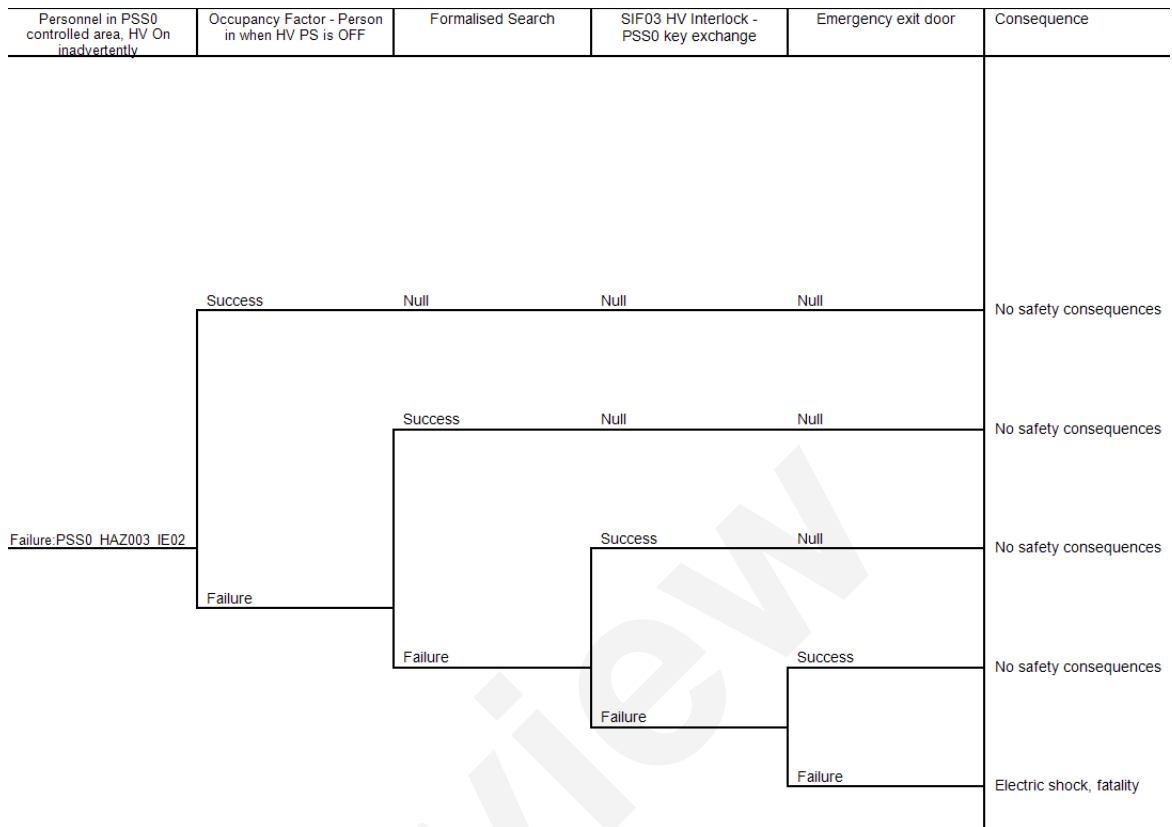 Personnel in PSS0
controlled area, HV On
inadvertently
Occupancy Factor - Person
in when HV PS is OFF
Formalised Search
SIF03 HV Interlock -
PSS0 key exchange
Emergency exit door
Consequence
Success
Null
Null
Null
No safety consequences
Success
Null
Null
No safety consequences
Failure:PSS0_HAZ003_IE02
Success
Null
No safety consequences
Failure
Failure
Success
No safety consequences
Failure
Failure
Electric shock, fatality
view